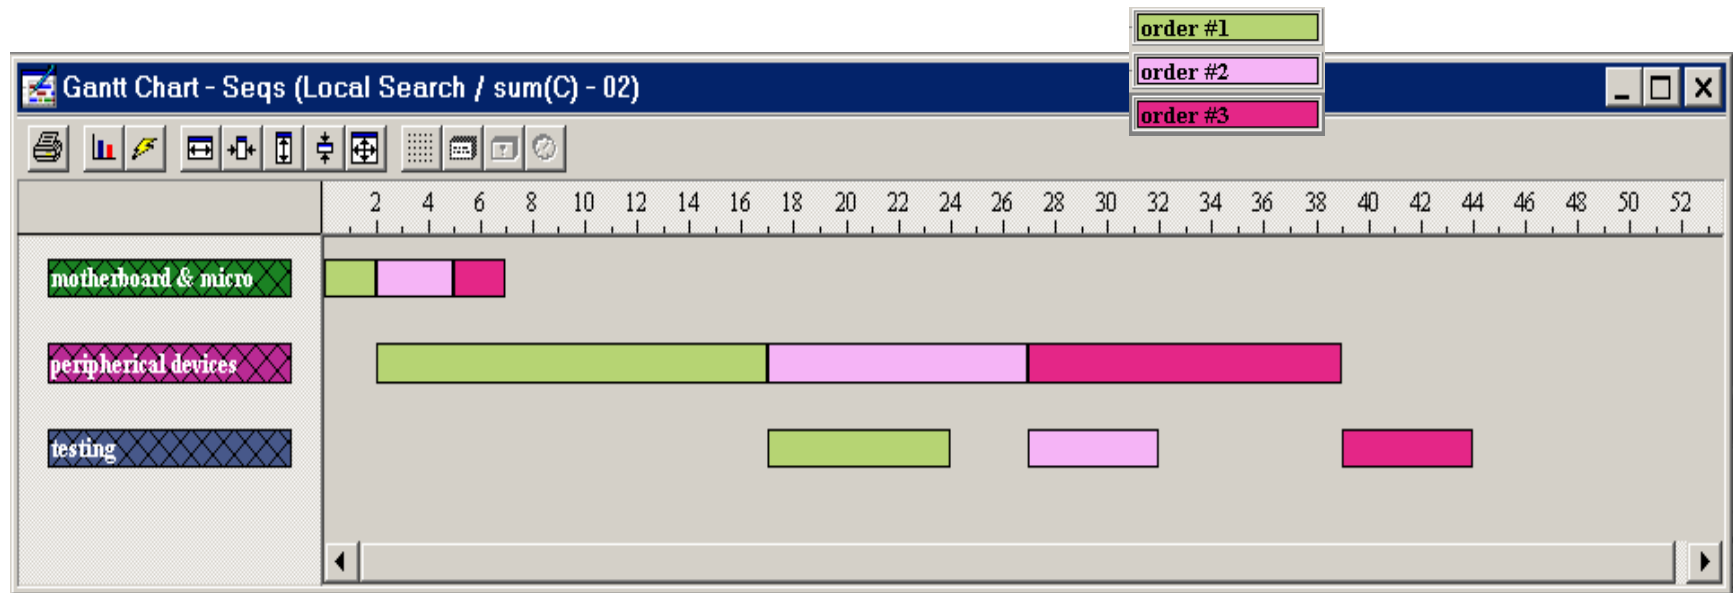 order #1
order #2
order #3
Gantt Chart - Seqs (Local Search / sum(C) - 02)
2 4 6 8 10 12 14 16 18 20 22 24 26 28 30 32 34 36 38 40 42 44 46 48 50 52
motherboard & micro
peripherical devices
testing